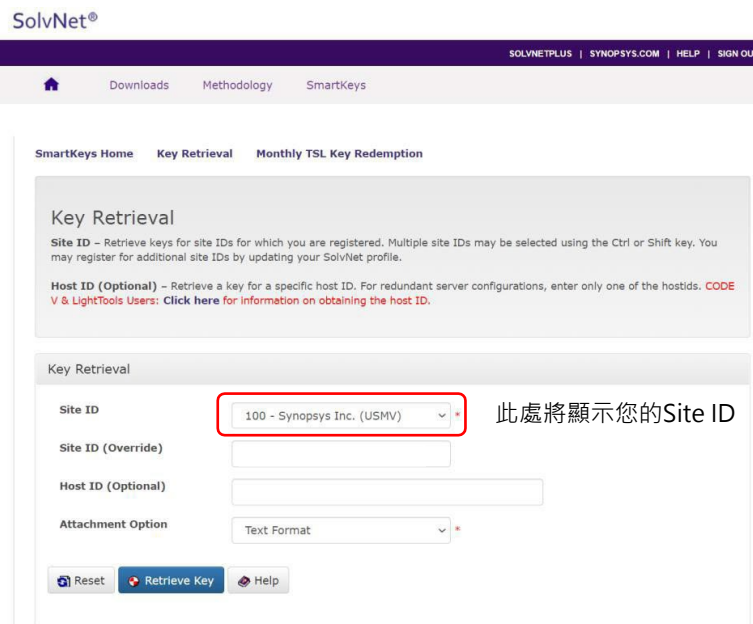 SolvNet®
SOLVNETPLUS | SYNOPSYS.COM | HELP | SIGN OU
Downloads Methodology SmartKeys
SmartKeys Home Key Retrieval Monthly TSL Key Redemption
Key Retrieval
Site ID – Retrieve keys for site IDs for which you are registered. Multiple site IDs may be selected using the Ctrl or Shift key. You
may register for additional site IDs by updating your SolvNet profile.
Host ID (Optional) – Retrieve a key for a specific host ID. For redundant server configurations, enter only one of the hostids. CODE
V & LightTools Users: Click here for information on obtaining the host ID.
Key Retrieval
Site ID 100 - Synopsys Inc. (USMV) * 此處將顯示您的Site ID
Site ID (Override)
Host ID (Optional)
Attachment Option Text Format *
Reset Retrieve Key Help